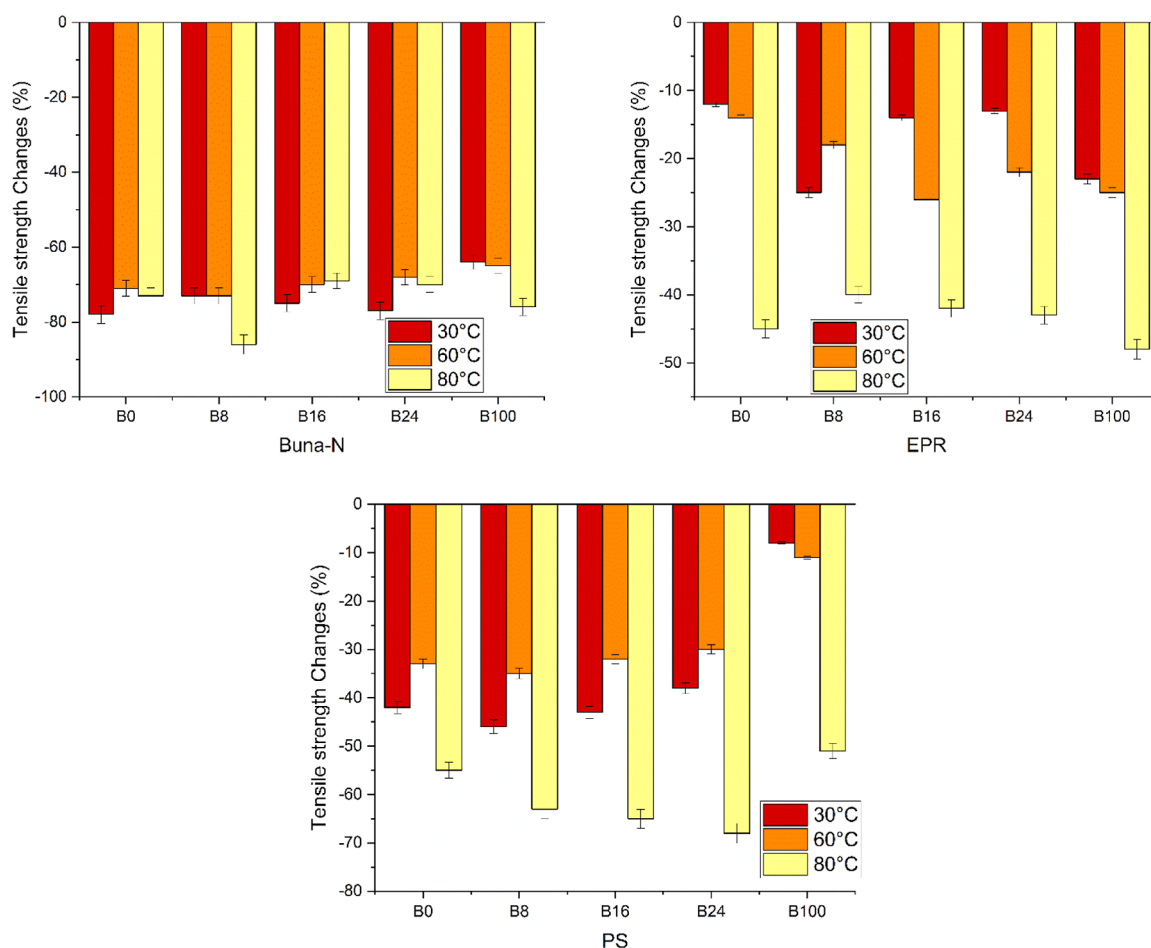 Tensile strength Changes (%)
0
-20
-40
-60
-80
-100
30°C
60°C
80°C
B0 B8 B16 B24 B100
Buna-N
Tensile strength Changes (%)
0
-10
-20
-30
-40
-50
30°C
60°C
80°C
B0 B8 B16 B24 B100
EPR
Tensile strength Changes (%)
0
-10
-20
-30
-40
-50
-60
-70
-80
30°C
60°C
80°C
B0 B8 B16 B24 B100
PS